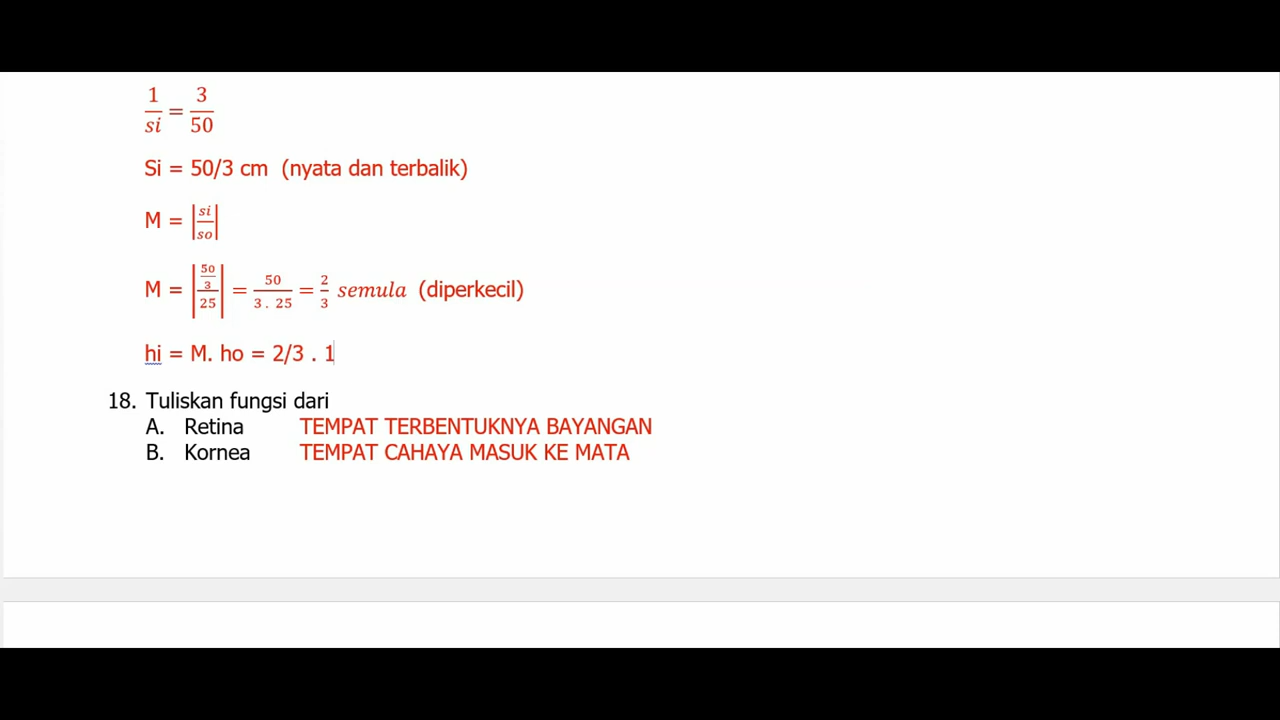 1/si = 3/50
Si = 50/3 cm (nyata dan terbalik)
M = |si/so|
M = |50/3/25| = 50/3 . 25 = 2/3 semula (diperkecil)
hi = M. ho = 2/3 . 1
18. Tuliskan fungsi dari
A. Retina TEMPAT TERBENTUKNYA BAYANGAN
B. Kornea TEMPAT CAHAYA MASUK KE MATA